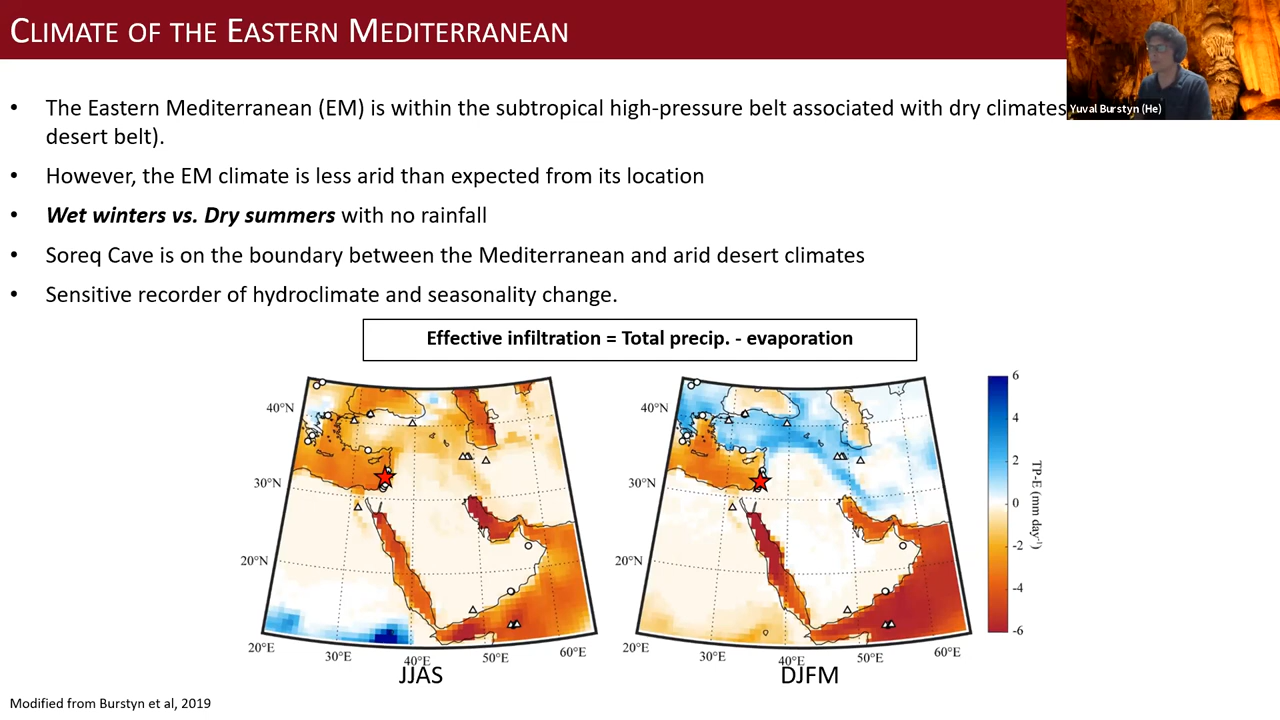 CLIMATE OF THE EASTERN MEDITERRANEAN
Yuval Burstyn (He)
• The Eastern Mediterranean (EM) is within the subtropical high-pressure belt associated with dry climates
desert belt).
• However, the EM climate is less arid than expected from its location
• Wet winters vs. Dry summers with no rainfall
• Soreq Cave is on the boundary between the Mediterranean and arid desert climates
• Sensitive recorder of hydroclimate and seasonality change.
Effective infiltration = Total precip. - evaporation
40°N
30°N
20°N
20°E
30°E
40°E
50°E
60°E
JJAS
40°N
30°N
20°N
20°E
30°E
40°E
50°E
60°E
DJFM
6
4
2
0
-2
-4
-6
TP-E (mm day⁻¹)
Modified from Burstyn et al, 2019